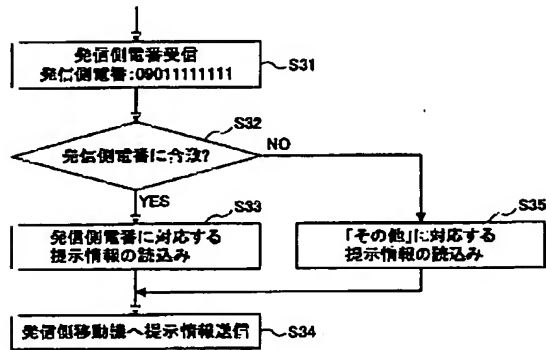 発信側電番受信
発信側電番:09011111111
S31
S32
発信側電番に合致?
NO
YES
S33
発信側電番に対応する
提示情報の読込み
S35
「その他」に対応する
提示情報の読込み
発信側移動機へ提示情報送信
S34